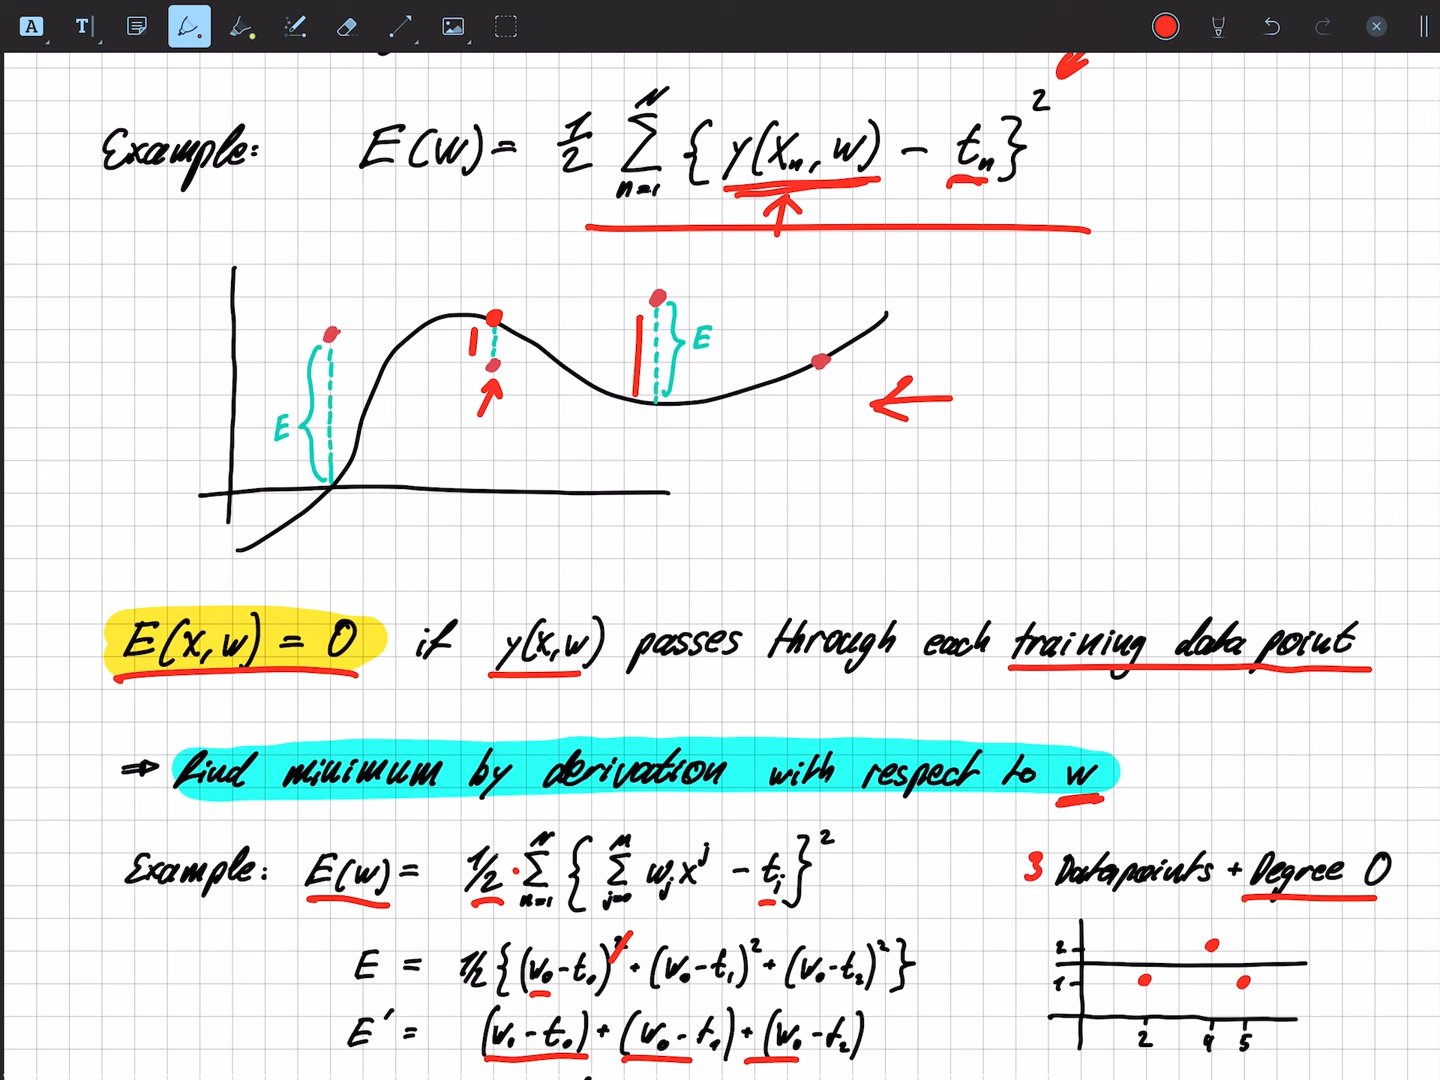 A T
Example: E(w) = 1/2 Σ_{n=1}^{N} {y(x_n, w) - t_n}^2
E E
E(x,w) = 0 if y(x,w) passes through each training data point
⇒ find minimum by derivation with respect to w
Example: E(w) = 1/2 · Σ_{n=1}^{N} { Σ_{j=0}^{M} w_j x^j - t_j }^2 3 Datapoints + Degree 0
E = 1/2 {(w_0 - t_0)^2 + (w_0 - t_1)^2 + (w_0 - t_2)^2}
2
1
E' = (w_0 - t_0) + (w_0 - t_1) + (w_0 - t_2)
2 4 5